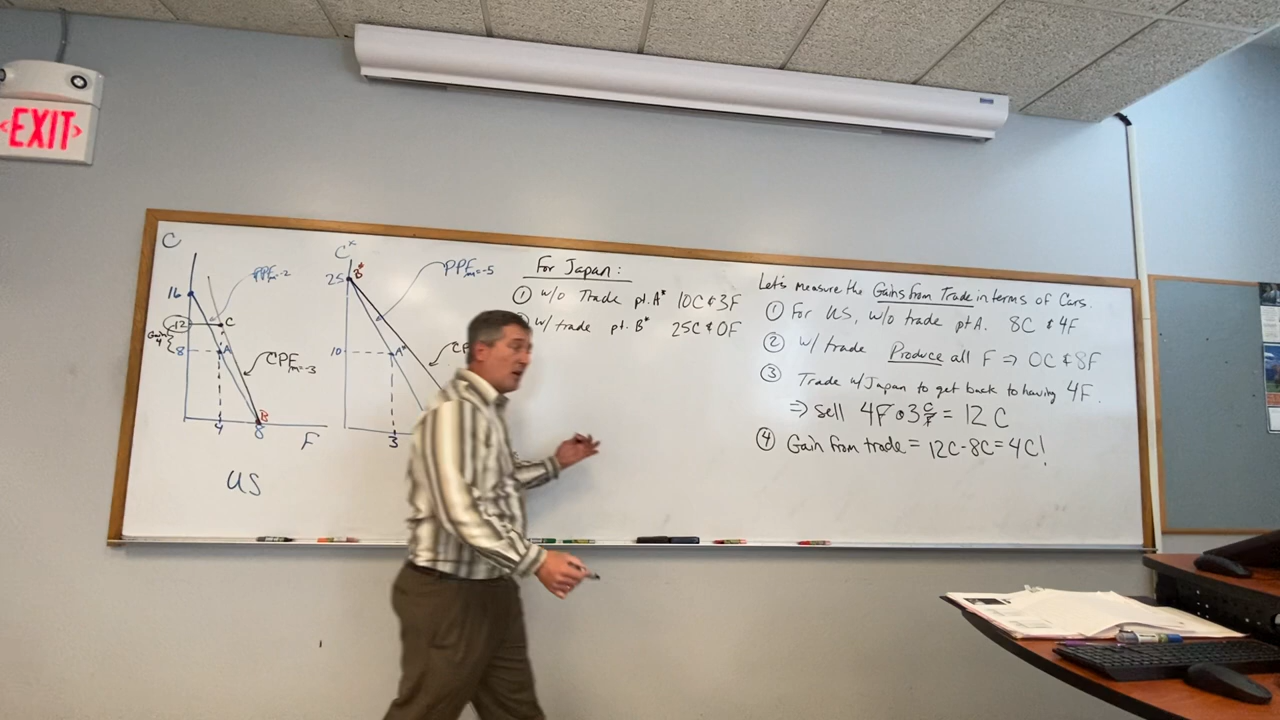 EXIT
C
PPF m=-2
16
12
C
Gain 4
8
A
CPF m=-3
B
4
8
F
US
C*
25
B*
PPF m=-5
10
A*
3
For Japan:
① w/o Trade pt. A* 10C & 3F
w/ trade pt. B* 25C & 0F
Let's measure the Gains from Trade in terms of Cars.
① For US, w/o trade pt A. 8C & 4F
② w/ trade Produce all F ⇒ 0C & 8F
③ Trade w/Japan to get back to having 4F.
⇒ sell 4F • 3 C/F = 12 C
④ Gain from trade = 12C - 8C = 4C!